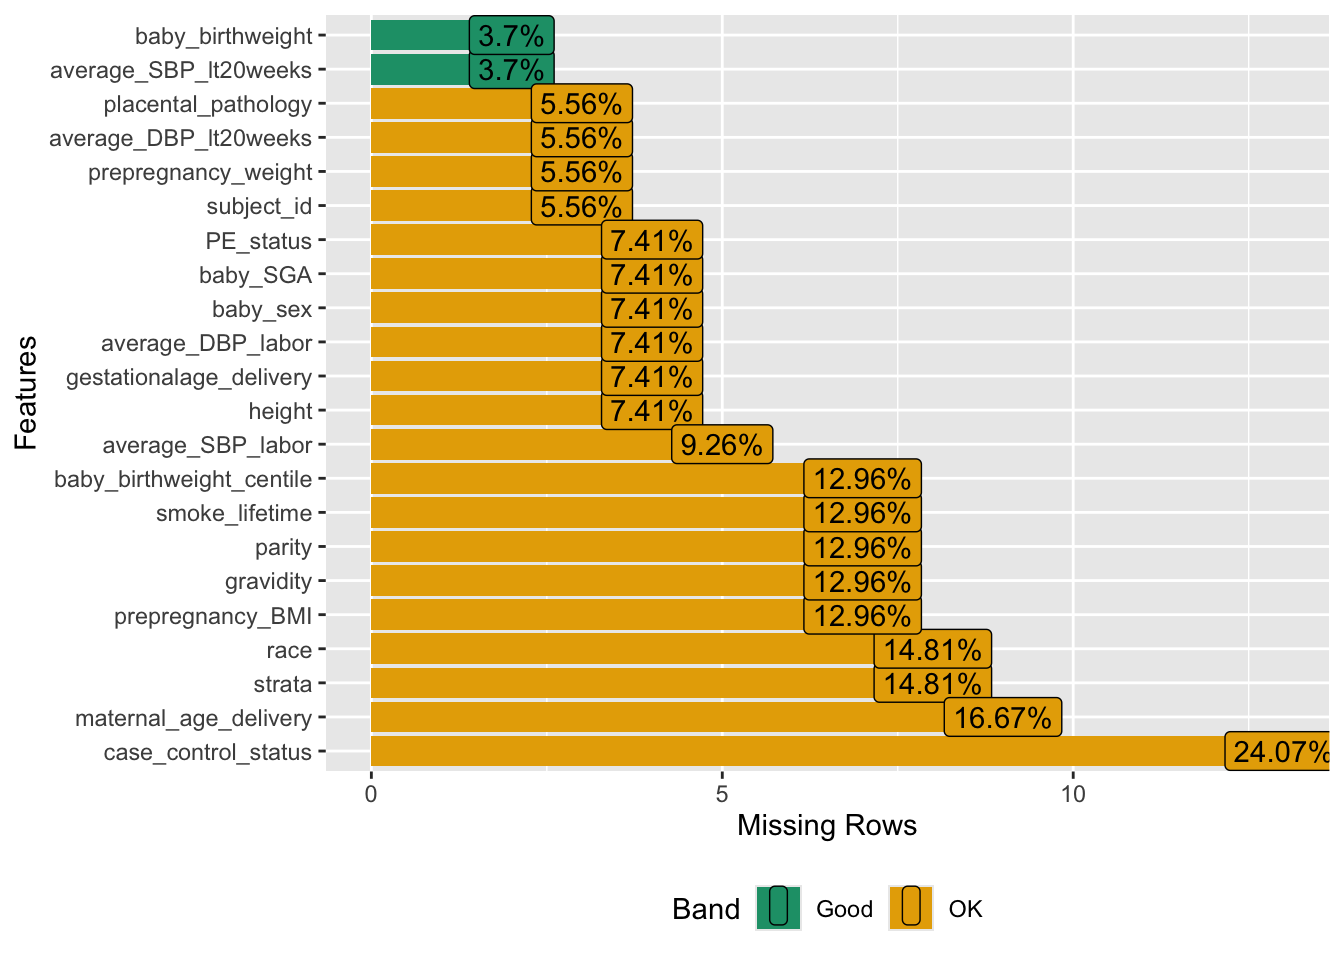 baby_birthweight 3.7%
average_SBP_lt20weeks 3.7%
placental_pathology 5.56%
average_DBP_lt20weeks 5.56%
prepregnancy_weight 5.56%
subject_id 5.56%
PE_status 7.41%
baby_SGA 7.41%
baby_sex 7.41%
average_DBP_labor 7.41%
gestationalage_delivery 7.41%
height 7.41%
average_SBP_labor 9.26%
baby_birthweight_centile 12.96%
smoke_lifetime 12.96%
parity 12.96%
gravidity 12.96%
prepregnancy_BMI 12.96%
race 14.81%
strata 14.81%
maternal_age_delivery 16.67%
case_control_status 24.07%
Features
0 5 10
Missing Rows
Band Good OK